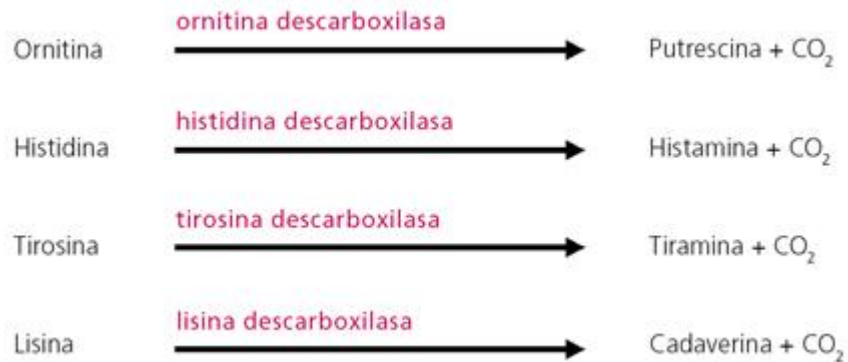 ornitina descarboxilasa
Ornitina Putrescina + CO₂
histidina descarboxilasa
Histidina Histamina + CO₂
tirosina descarboxilasa
Tirosina Tiramina + CO₂
lisina descarboxilasa
Lisina Cadaverina + CO₂